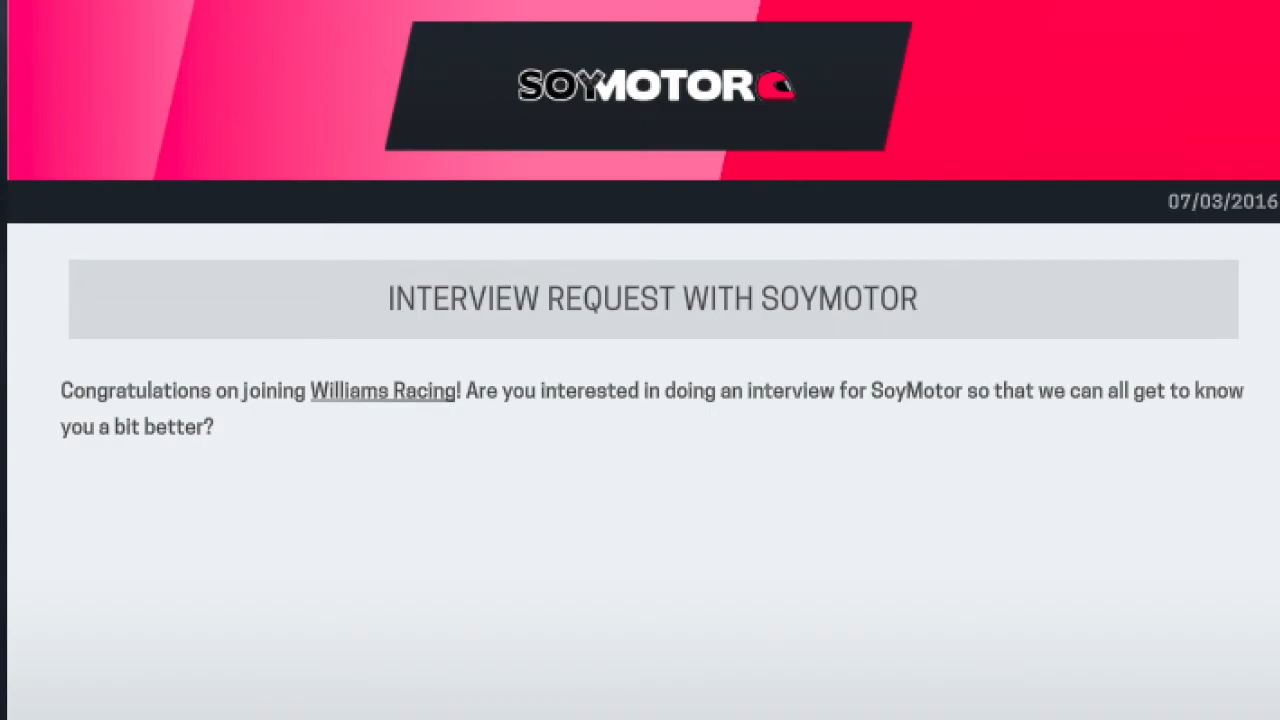 SOYMOTOR
07/03/2016
INTERVIEW REQUEST WITH SOYMOTOR
Congratulations on joining Williams Racing! Are you interested in doing an interview for SoyMotor so that we can all get to know
you a bit better?